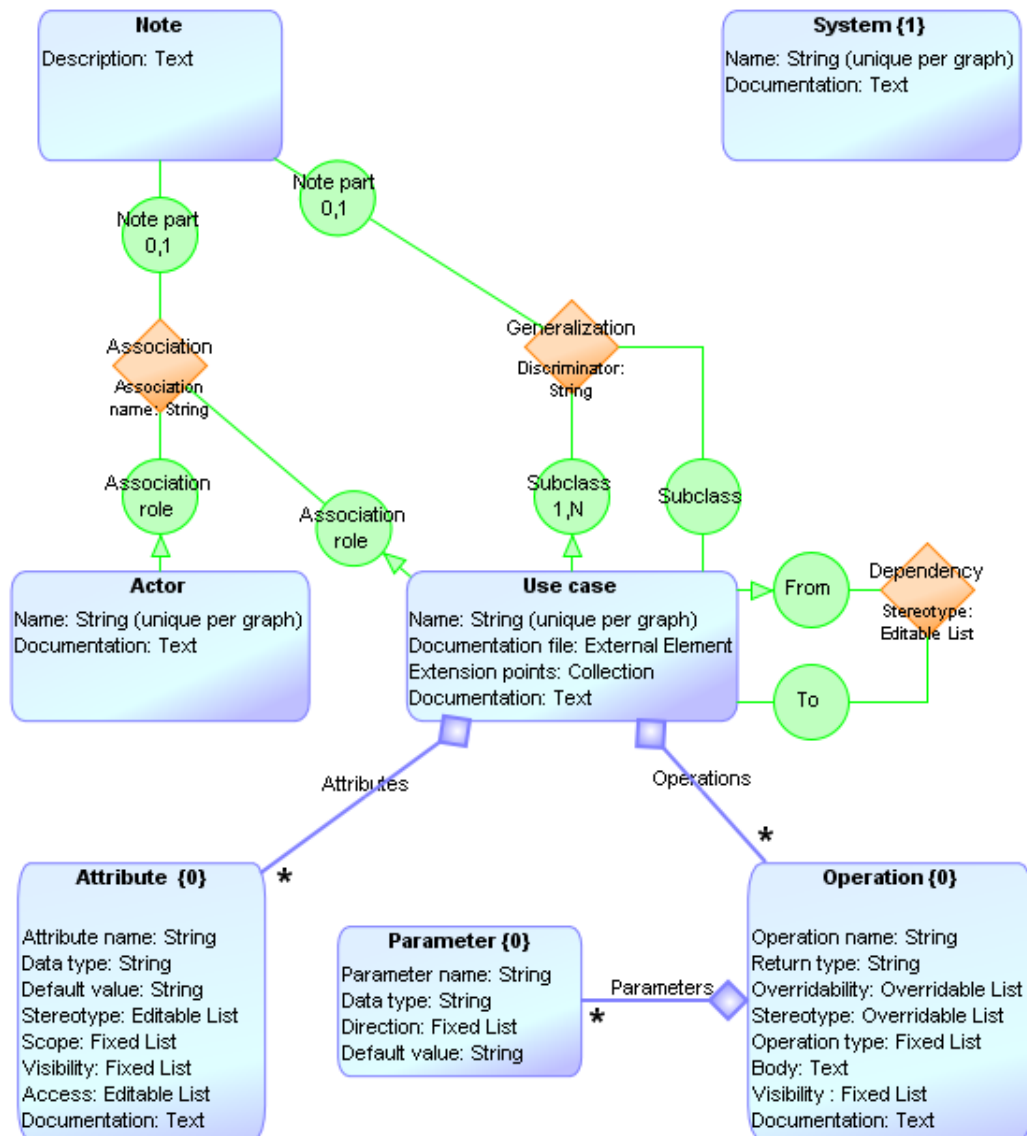 Note
Description: Text
System {1}
Name: String (unique per graph)
Documentation: Text
Note part
0,1
Note part
0,1
Association
Association
name: String
Generalization
Discriminator:
String
Association
role
Association
role
Subclass
1,N
Subclass
Actor
Name: String (unique per graph)
Documentation: Text
Use case
Name: String (unique per graph)
Documentation file: External Element
Extension points: Collection
Documentation: Text
From
Dependency
Stereotype:
Editable List
To
Attributes
*
Operations
*
Attribute {0}
Attribute name: String
Data type: String
Default value: String
Stereotype: Editable List
Scope: Fixed List
Visibility: Fixed List
Access: Editable List
Documentation: Text
Parameter {0}
Parameter name: String
Data type: String
Direction: Fixed List
Default value: String
Parameters
*
Operation {0}
Operation name: String
Return type: String
Overridability: Overridable List
Stereotype: Overridable List
Operation type: Fixed List
Body: Text
Visibility : Fixed List
Documentation: Text